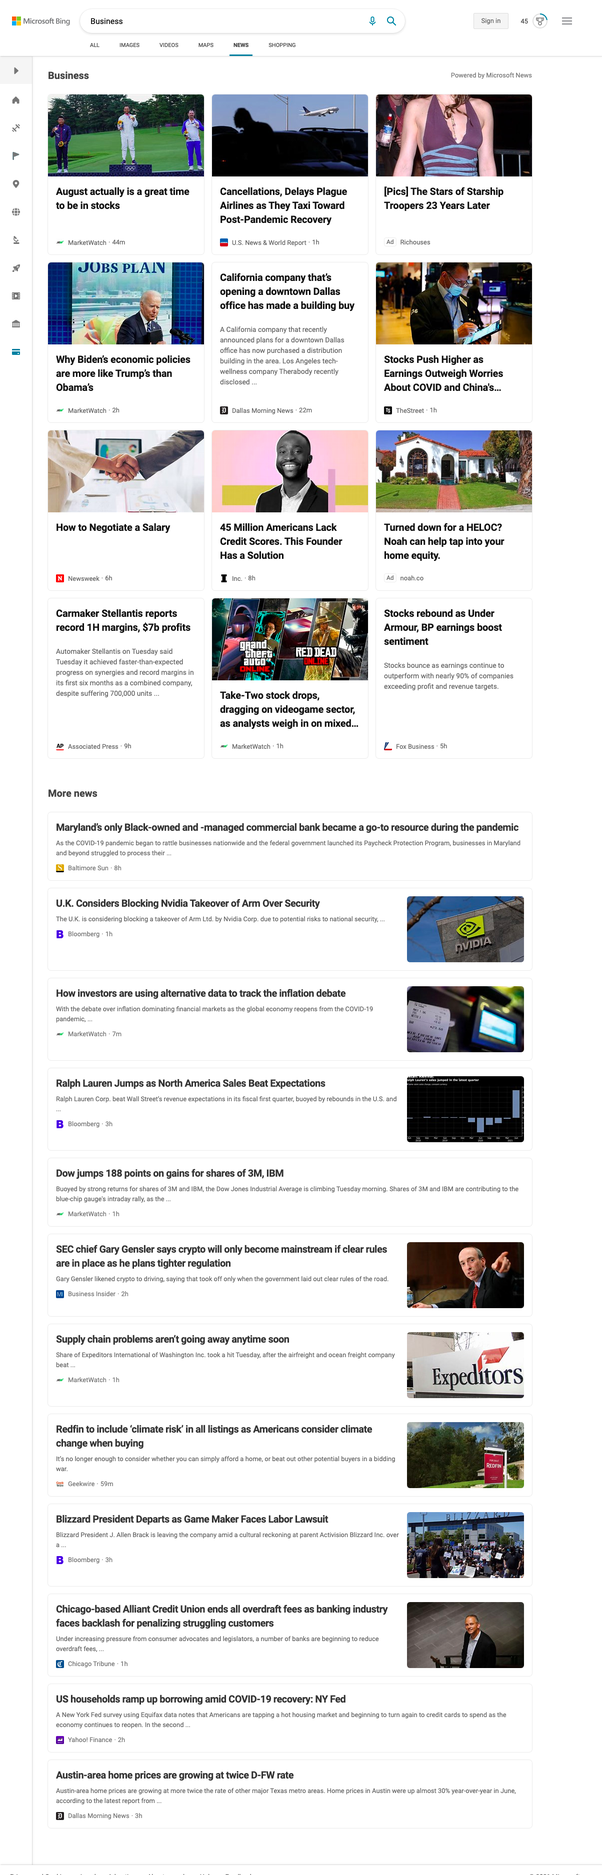 Microsoft Bing
Business
Sign in
45
ALL IMAGES VIDEOS MAPS NEWS SHOPPING
Business
Powered by Microsoft News
August actually is a great time
to be in stocks
MarketWatch · 44m
Cancellations, Delays Plague
Airlines as They Taxi Toward
Post-Pandemic Recovery
U.S. News & World Report · 1h
[Pics] The Stars of Starship
Troopers 23 Years Later
Ad Richouses
JOBS PLAN
Why Biden's economic policies
are more like Trump's than
Obama's
MarketWatch · 2h
California company that's
opening a downtown Dallas
office has made a building buy
A California company that recently
announced plans for a downtown Dallas
office has now purchased a distribution
building in the area. Los Angeles tech-
wellness company Therabody recently
disclosed ...
Dallas Morning News · 22m
Stocks Push Higher as
Earnings Outweigh Worries
About COVID and China's...
TheStreet · 1h
How to Negotiate a Salary
Newsweek · 6h
45 Million Americans Lack
Credit Scores. This Founder
Has a Solution
Inc. · 8h
Turned down for a HELOC?
Noah can help tap into your
home equity.
Ad noah.co
Carmaker Stellantis reports
record 1H margins, $7b profits
Automaker Stellantis on Tuesday said
Tuesday it achieved faster-than-expected
progress on synergies and record margins in
its first six months as a combined company,
despite suffering 700,000 units ...
AP Associated Press · 9h
grand
theft
auto
ONLINE
RED DEAD
ONLINE
Take-Two stock drops,
dragging on videogame sector,
as analysts weigh in on mixed...
MarketWatch · 1h
Stocks rebound as Under
Armour, BP earnings boost
sentiment
Stocks bounce as earnings continue to
outperform with nearly 90% of companies
exceeding profit and revenue targets.
Fox Business · 5h
More news
Maryland's only Black-owned and -managed commercial bank became a go-to resource during the pandemic
As the COVID-19 pandemic began to rattle businesses nationwide and the federal government launched its Paycheck Protection Program, businesses in Maryland
and beyond struggled to process their ...
Baltimore Sun · 8h
U.K. Considers Blocking Nvidia Takeover of Arm Over Security
The U.K. is considering blocking a takeover of Arm Ltd. by Nvidia Corp. due to potential risks to national security, ...
B Bloomberg · 1h
NVIDIA
How investors are using alternative data to track the inflation debate
With the debate over inflation dominating financial markets as the global economy reopens from the COVID-19
pandemic, ...
MarketWatch · 7m
Ralph Lauren Jumps as North America Sales Beat Expectations
Ralph Lauren Corp. beat Wall Street's revenue expectations in its fiscal first quarter, buoyed by rebounds in the U.S. and
...
B Bloomberg · 3h
Ralph Lauren's sales jumped in the latest quarter
Dow jumps 188 points on gains for shares of 3M, IBM
Buoyed by strong returns for shares of 3M and IBM, the Dow Jones Industrial Average is climbing Tuesday morning. Shares of 3M and IBM are contributing to the
blue-chip gauge's intraday rally, as the ...
MarketWatch · 1h
SEC chief Gary Gensler says crypto will only become mainstream if clear rules
are in place as he plans tighter regulation
Gary Gensler likened crypto to driving, saying that took off only when the government laid out clear rules of the road.
Business Insider · 2h
Supply chain problems aren't going away anytime soon
Share of Expeditors International of Washington Inc. took a hit Tuesday, after the airfreight and ocean freight company
beat ...
MarketWatch · 1h
Expeditors
Redfin to include 'climate risk' in all listings as Americans consider climate
change when buying
It's no longer enough to consider whether you can simply afford a home, or beat out other potential buyers in a bidding
war.
Geekwire · 59m
REDFIN
Blizzard President Departs as Game Maker Faces Labor Lawsuit
Blizzard President J. Allen Brack is leaving the company amid a cultural reckoning at parent Activision Blizzard Inc. over
a ...
B Bloomberg · 3h
BLIZZARD
Chicago-based Alliant Credit Union ends all overdraft fees as banking industry
faces backlash for penalizing struggling customers
Under increasing pressure from consumer advocates and legislators, a number of banks are beginning to reduce
overdraft fees, ...
Chicago Tribune · 1h
US households ramp up borrowing amid COVID-19 recovery: NY Fed
A New York Fed survey using Equifax data notes that Americans are tapping a hot housing market and beginning to turn again to credit cards to spend as the
economy continues to reopen. In the second ...
Yahoo! Finance · 2h
Austin-area home prices are growing at twice D-FW rate
Austin-area home prices are growing at more twice the rate of other major Texas metro areas. Home prices in Austin were up almost 30% year-over-year in June,
according to the latest report from ...
Dallas Morning News · 3h